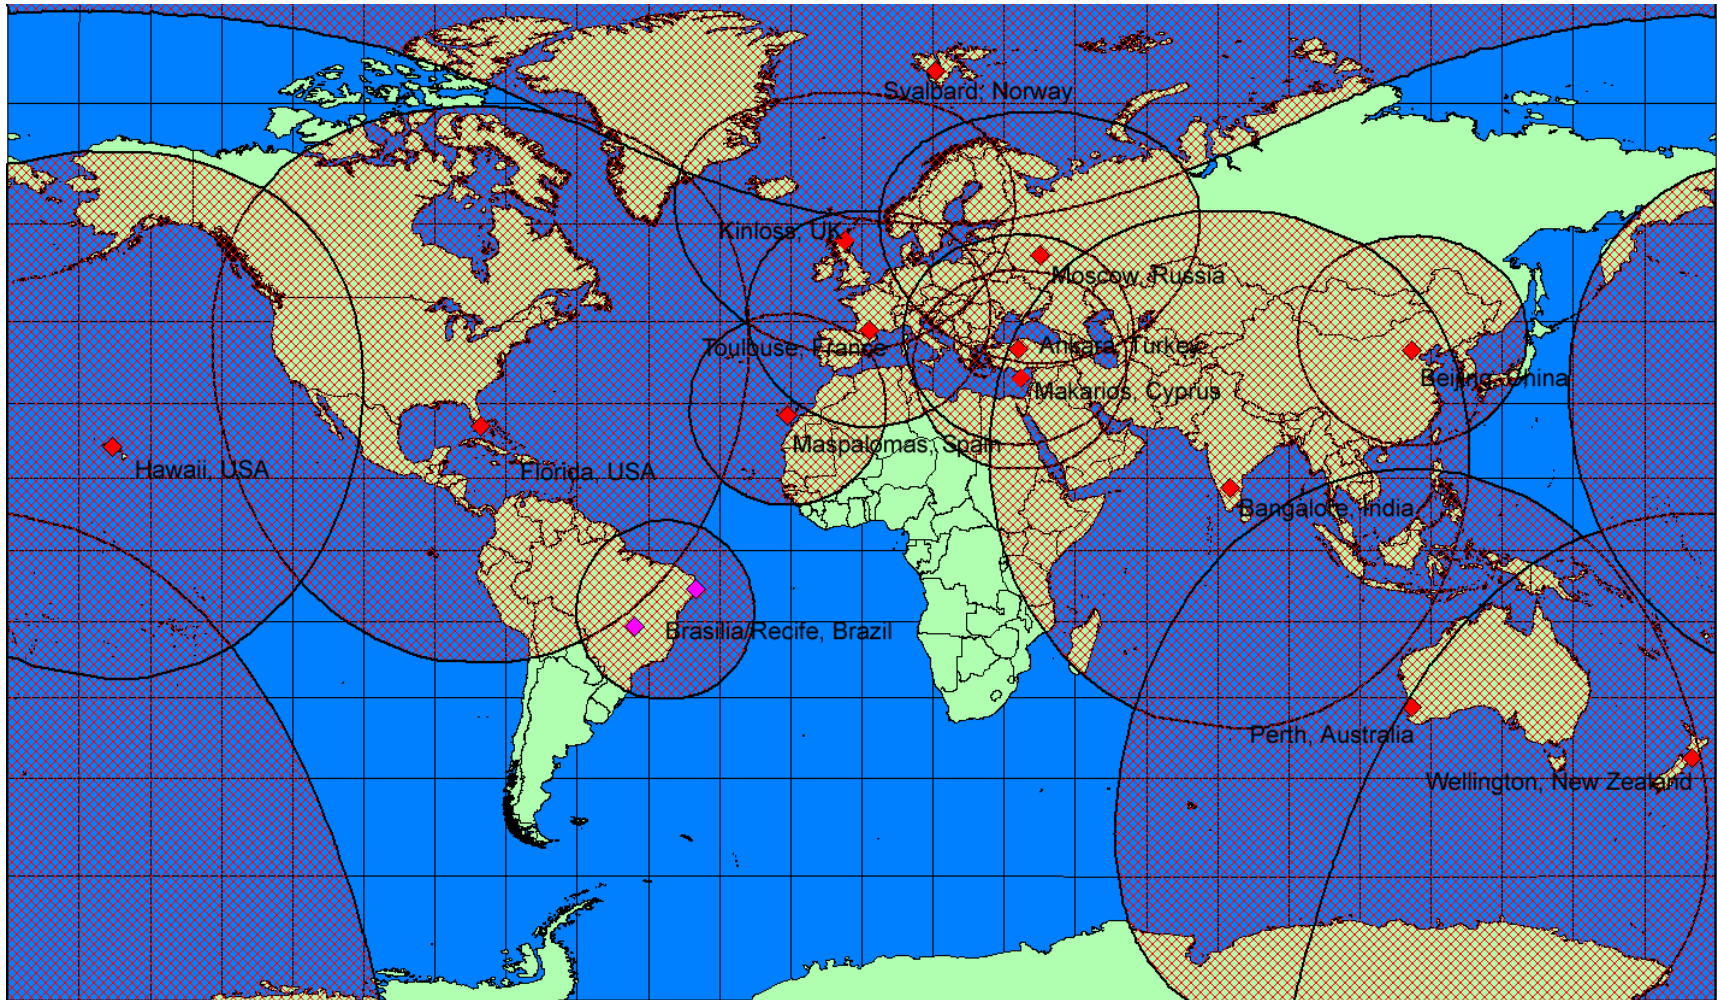 Svalbard, Norway
Kinloss, UK
Moscow, Russia
Toulouse, France
Ankara, Turkey
Beijing, China
Makarios, Cyprus
Maspalomas, Spain
Hawaii, USA
Florida, USA
Bangalore, India
Brasilia/Recife, Brazil
Perth, Australia
Wellington, New Zealand